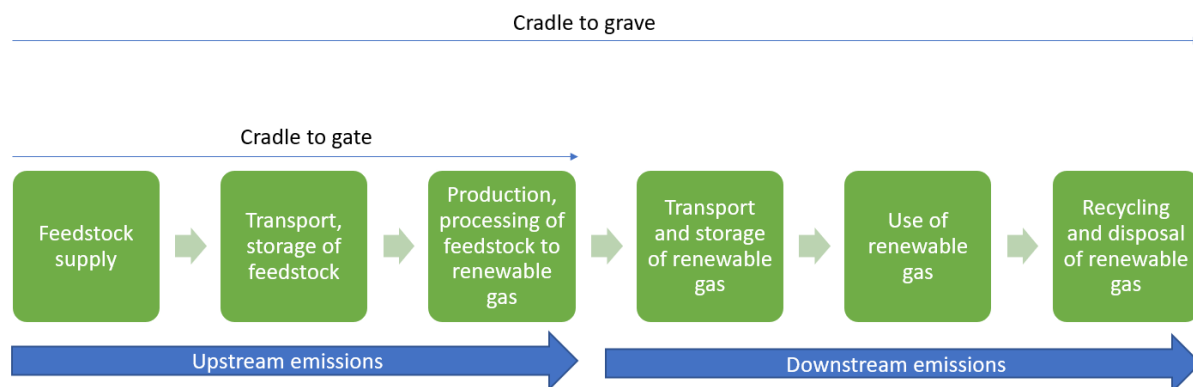 Cradle to grave
Cradle to gate
Feedstock
supply
Transport,
storage of
feedstock
Production,
processing of
feedstock to
renewable
gas
Transport
and storage
of renewable
gas
Use of
renewable
gas
Recycling
and disposal
of renewable
gas
Upstream emissions
Downstream emissions